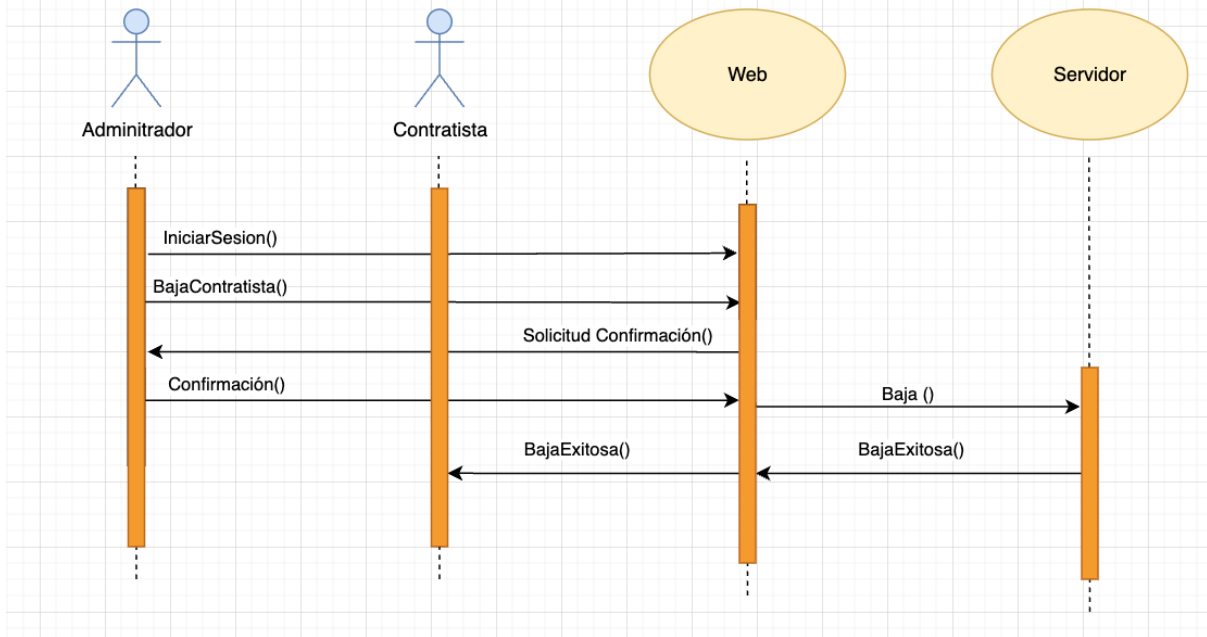 Web
Servidor
Adminitrador
Contratista
IniciarSesion()
BajaContratista()
Solicitud Confirmación()
Confirmación()
Baja ()
BajaExitosa()
BajaExitosa()